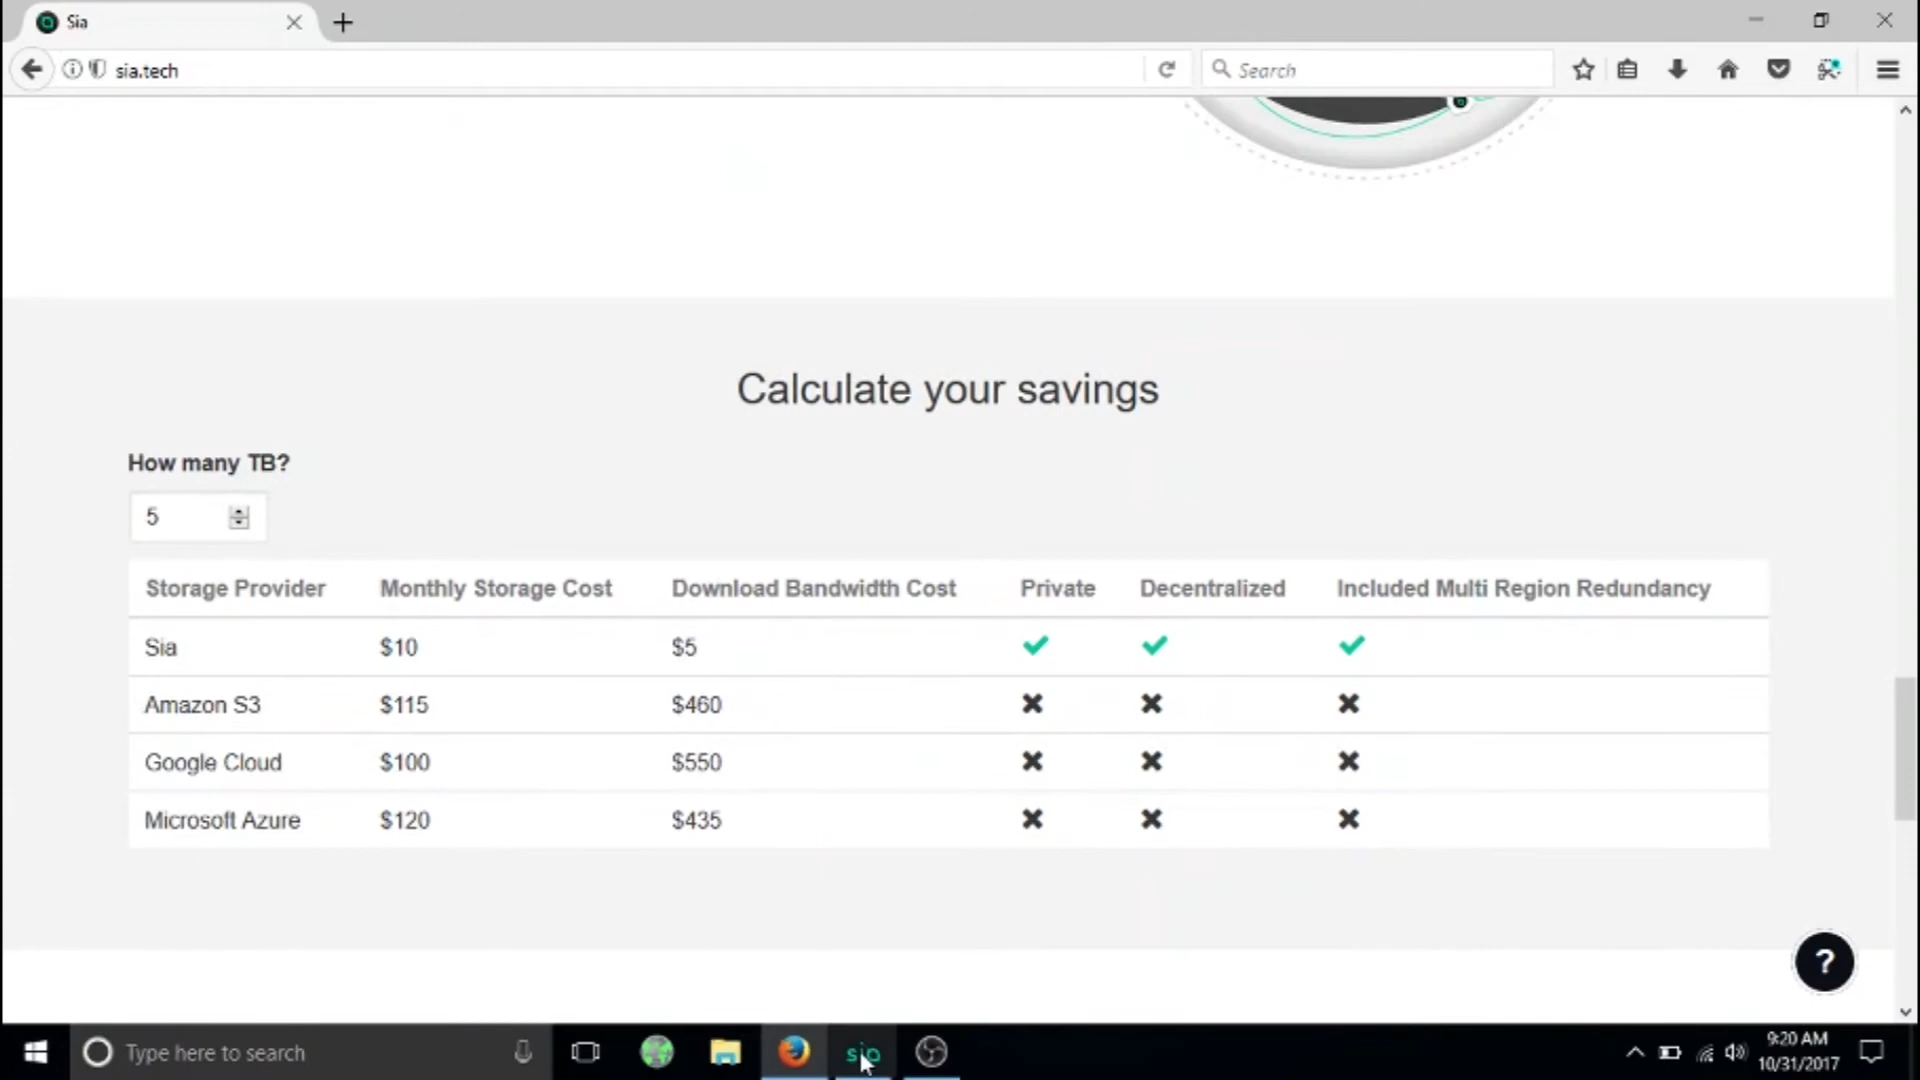 Sia
sia.tech
Search
Calculate your savings
How many TB?
5
Storage Provider Monthly Storage Cost Download Bandwidth Cost Private Decentralized Included Multi Region Redundancy
Sia $10 $5
Amazon S3 $115 $460
Google Cloud $100 $550
Microsoft Azure $120 $435
?
Type here to search
sia
9:20 AM
10/31/2017